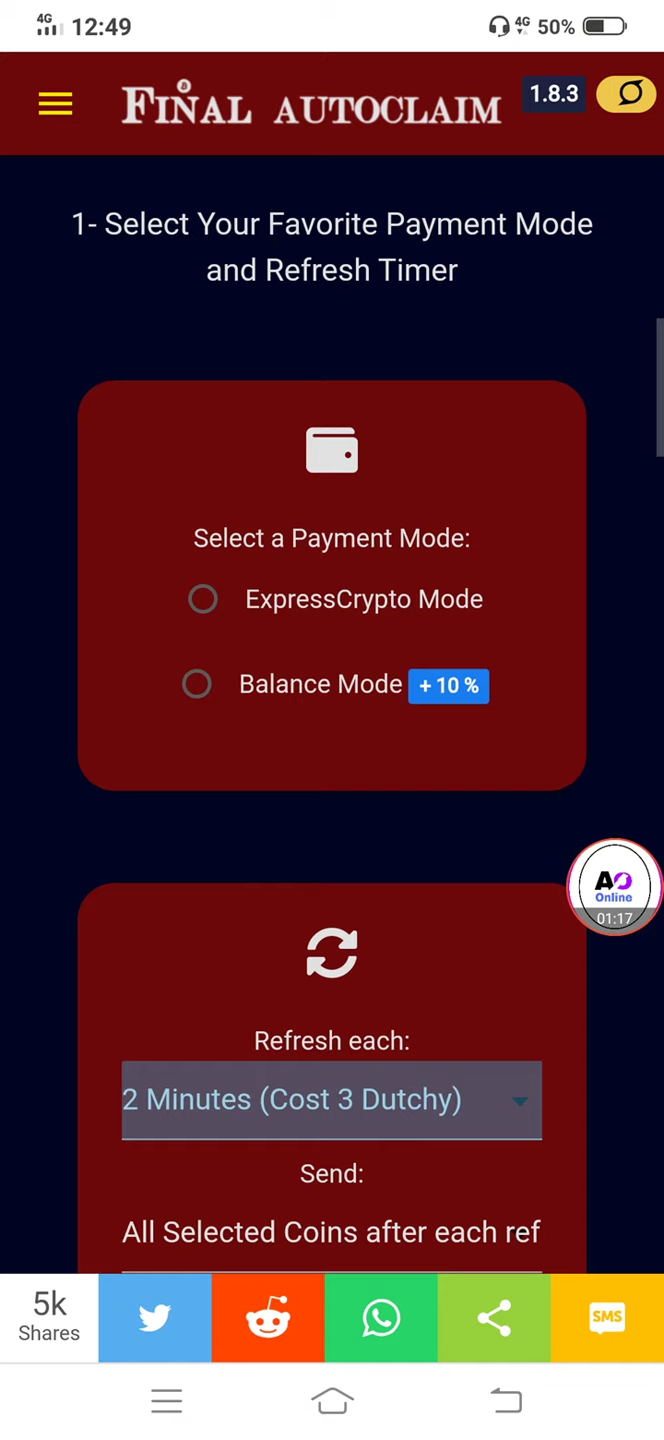 4G 12:49 4G 50%
FINAL AUTOCLAIM 1.8.3
1- Select Your Favorite Payment Mode
and Refresh Timer
Select a Payment Mode:
ExpressCrypto Mode
Balance Mode + 10 %
AO
Online
01:17
Refresh each:
2 Minutes (Cost 3 Dutchy)
Send:
All Selected Coins after each ref
5k
Shares
SMS